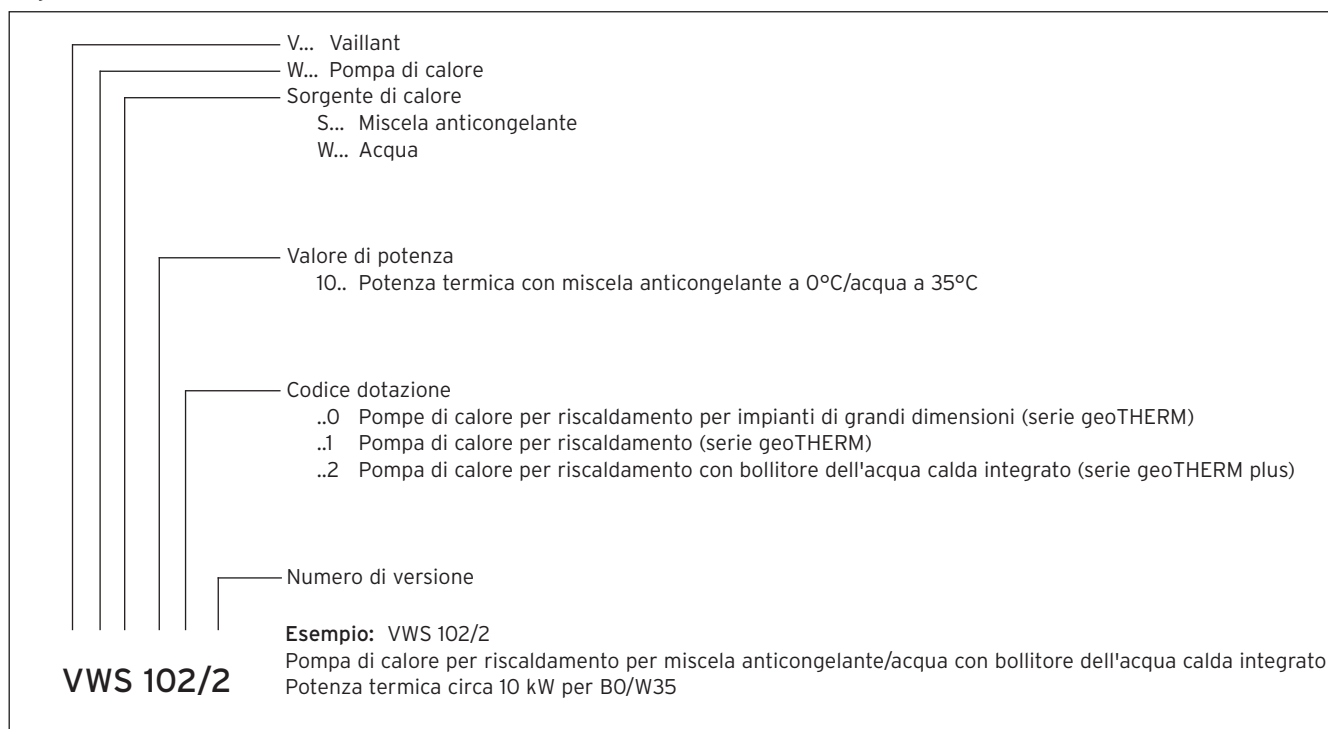 V... Vaillant
W... Pompa di calore
Sorgente di calore
S... Miscela anticongelante
W... Acqua
Valore di potenza
10.. Potenza termica con miscela anticongelante a 0°C/acqua a 35°C
Codice dotazione
..0 Pompe di calore per riscaldamento per impianti di grandi dimensioni (serie geoTHERM)
..1 Pompa di calore per riscaldamento (serie geoTHERM)
..2 Pompa di calore per riscaldamento con bollitore dell'acqua calda integrato (serie geoTHERM plus)
Numero di versione
Esempio: VWS 102/2
Pompa di calore per riscaldamento per miscela anticongelante/acqua con bollitore dell'acqua calda integrato
Potenza termica circa 10 kW per B0/W35
VWS 102/2